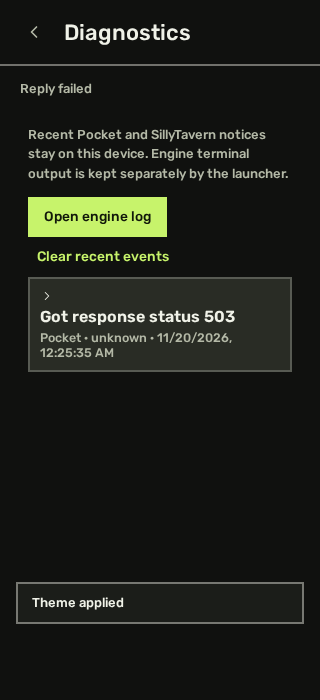 Diagnostics
Reply failed
Recent Pocket and SillyTavern notices
stay on this device. Engine terminal
output is kept separately by the launcher.
Open engine log
Clear recent events
Got response status 503
Pocket • unknown • 11/20/2026,
12:25:35 AM
Theme applied